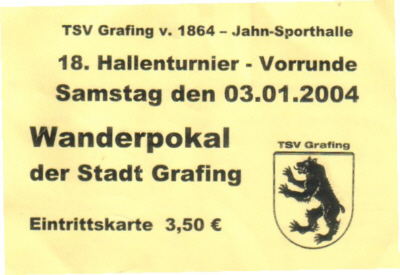 TSV Grafing v. 1864 – Jahn-Sporthalle
18. Hallenturnier - Vorrunde
Samstag den 03.01.2004
Wanderpokal
der Stadt Grafing
TSV Grafing
Eintrittskarte 3,50 €